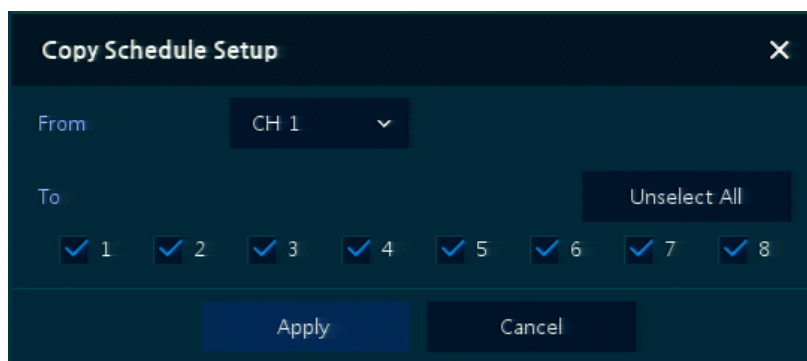 Copy Schedule Setup
From CH 1
To Unselect All
1 2 3 4 5 6 7 8
Apply Cancel